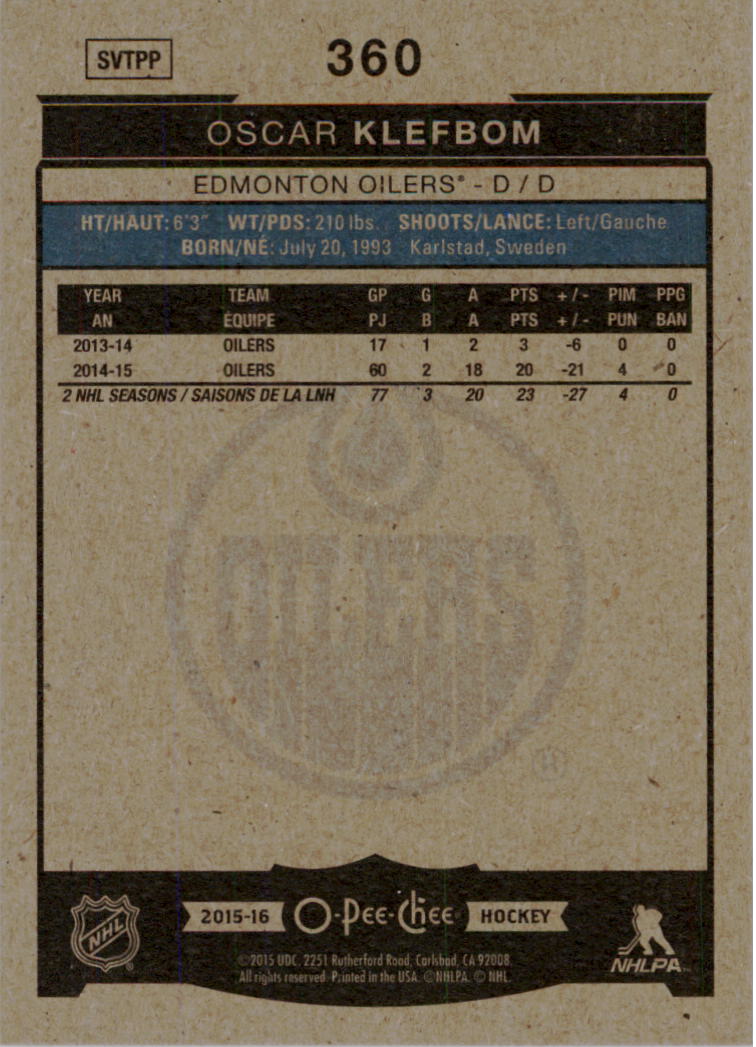 SVTPP
360
OSCAR KLEFBOM
EDMONTON OILERS® - D / D
HT/HAUT: 6'3" WT/PDS: 210 lbs. SHOOTS/LANCE: Left/Gauche
BORN/NÉ: July 20, 1993 Karlstad, Sweden
YEAR TEAM GP G A PTS +/- PIM PPG
AN ÉQUIPE PJ B A PTS +/- PUN BAN
2013-14 OILERS 17 1 2 3 -6 0 0
2014-15 OILERS 60 2 18 20 -21 4 0
2 NHL SEASONS / SAISONS DE LA LNH 77 3 20 23 -27 4 0
OILERS
NHL
2015-16 O-Pee-Chee HOCKEY
©2015 UDC. 2251 Rutherford Road, Carlsbad, CA 92008.
All rights reserved. Printed in the USA. ©NHLPA. © NHL.
NHLPA